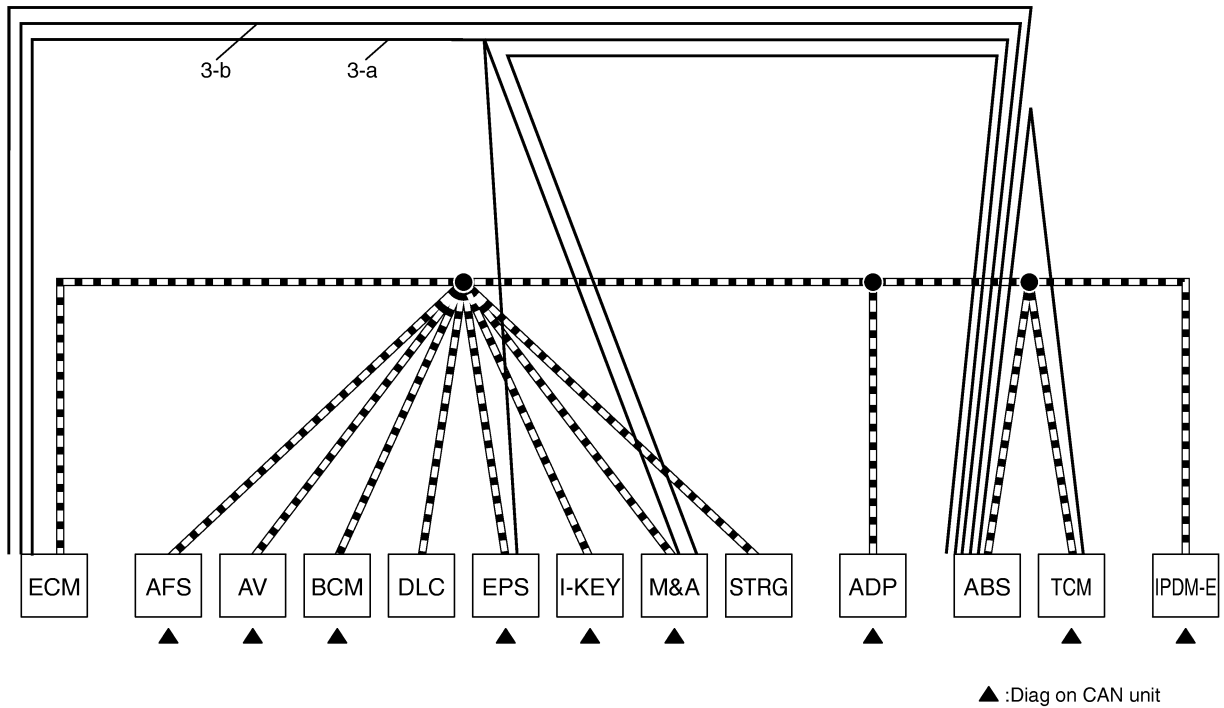 3-b
3-a
ECM
AFS
AV
BCM
DLC
EPS
I-KEY
M&A
STRG
ADP
ABS
TCM
IPDM-E
:Diag on CAN unit